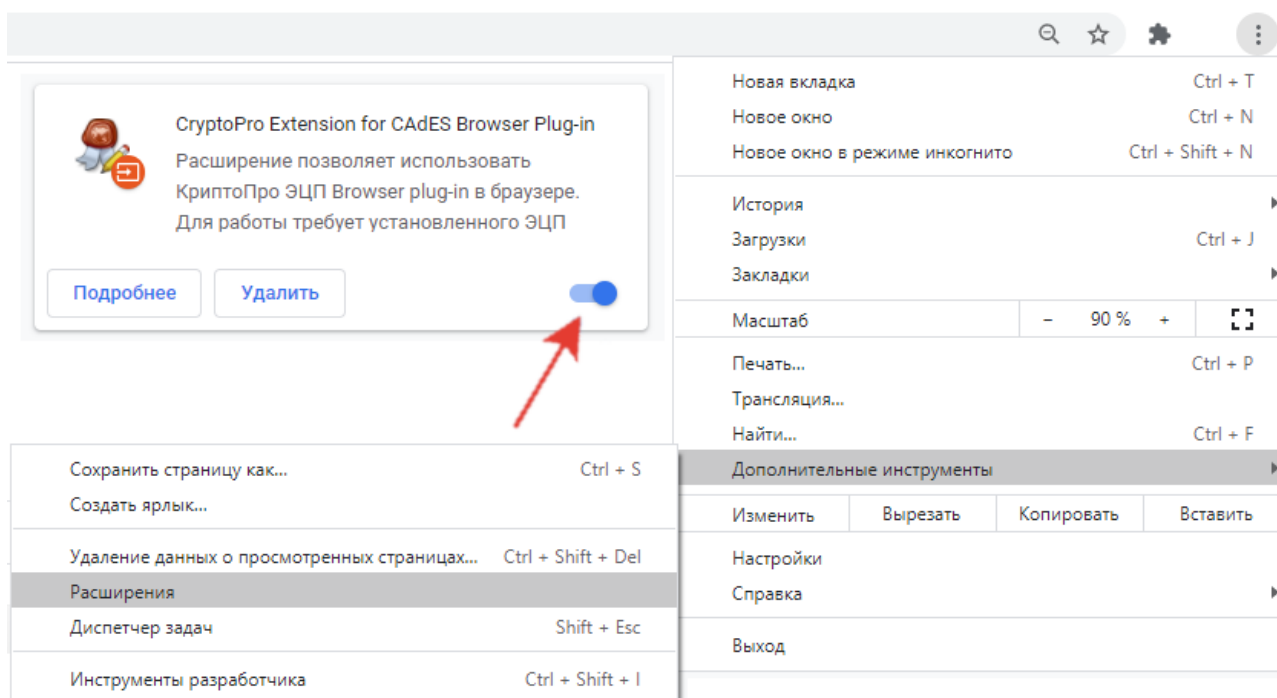 CryptoPro Extension for CAdES Browser Plug-in
Расширение позволяет использовать
КриптоПро ЭЦП Browser plug-in в браузере.
Для работы требует установленного ЭЦП
Подробнее Удалить
Новая вкладка Ctrl + T
Новое окно Ctrl + N
Новое окно в режиме инкогнито Ctrl + Shift + N
История
Загрузки Ctrl + J
Закладки
Масштаб - 90 % +
Печать... Ctrl + P
Трансляция...
Найти... Ctrl + F
Дополнительные инструменты
Изменить Вырезать Копировать Вставить
Настройки
Справка
Выход
Сохранить страницу как... Ctrl + S
Создать ярлык...
Удаление данных о просмотренных страницах... Ctrl + Shift + Del
Расширения
Диспетчер задач Shift + Esc
Инструменты разработчика Ctrl + Shift + I